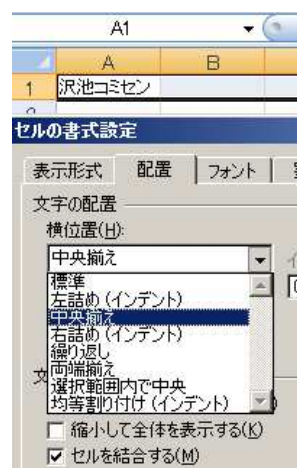 A1
A B
1 沢池コミセン
セルの書式設定
表示形式 配置 フォント
文字の配置
横位置(H):
中央揃え
標準
左詰め (インデント)
中央揃え
右詰め (インデント)
繰り返し
両端揃え
選択範囲内で中央
均等割り付け (インデント)
文
縮小して全体を表示する(K)
セルを結合する(M)